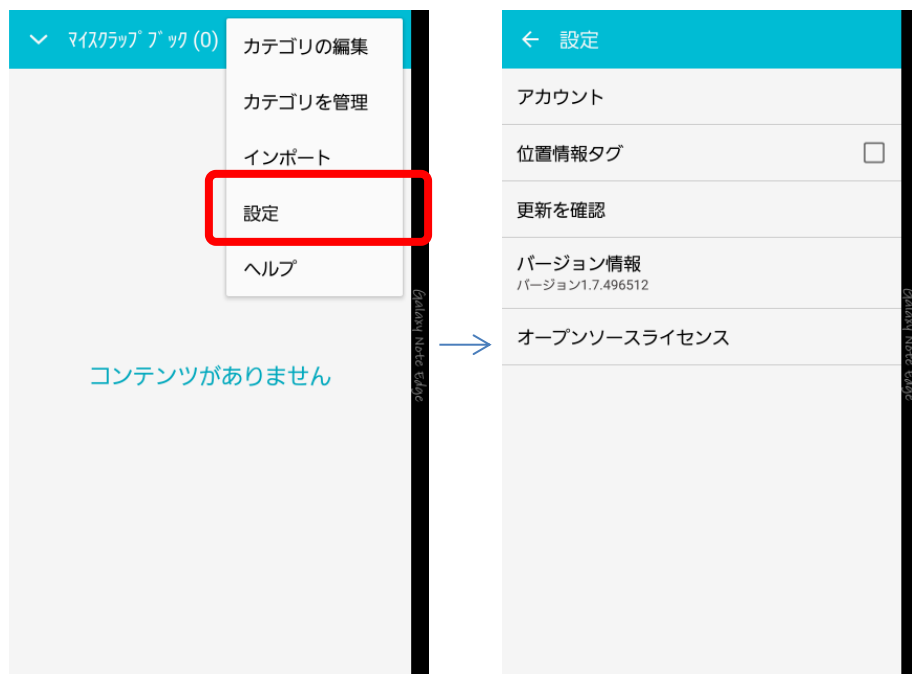 ﾏｲｽｸﾗｯﾌﾟﾌﾞｯｸ (0)
カテゴリの編集
カテゴリを管理
インポート
設定
ヘルプ
コンテンツがありません
Galaxy Note Edge
設定
アカウント
位置情報タグ
更新を確認
バージョン情報
バージョン1.7.496512
オープンソースライセンス
Galaxy Note Edge